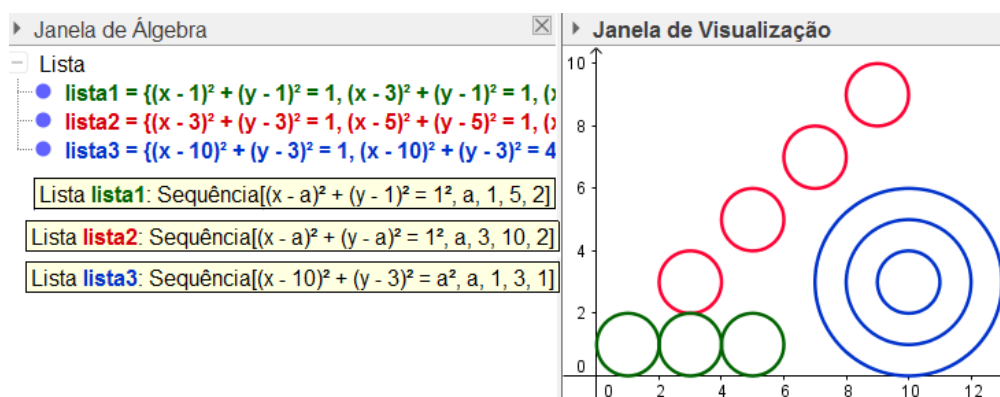 Janela de Álgebra
Lista
lista1 = {(x - 1)² + (y - 1)² = 1, (x - 3)² + (y - 1)² = 1, (x
lista2 = {(x - 3)² + (y - 3)² = 1, (x - 5)² + (y - 5)² = 1, (x
lista3 = {(x - 10)² + (y - 3)² = 1, (x - 10)² + (y - 3)² = 4
Lista lista1: Sequência[(x - a)² + (y - 1)² = 1², a, 1, 5, 2]
Lista lista2: Sequência[(x - a)² + (y - a)² = 1², a, 3, 10, 2]
Lista lista3: Sequência[(x - 10)² + (y - 3)² = a², a, 1, 3, 1]
Janela de Visualização
10
8
6
4
2
0
0 2 4 6 8 10 12